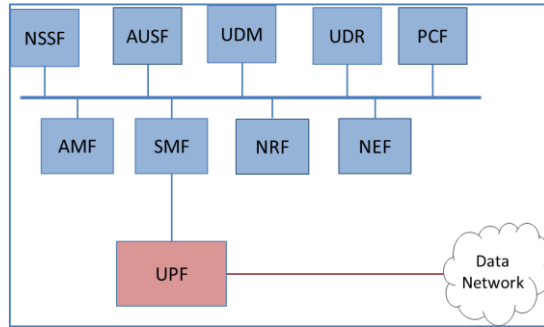 NSSF
AUSF
UDM
UDR
PCF
AMF
SMF
NRF
NEF
UPF
Data
Network